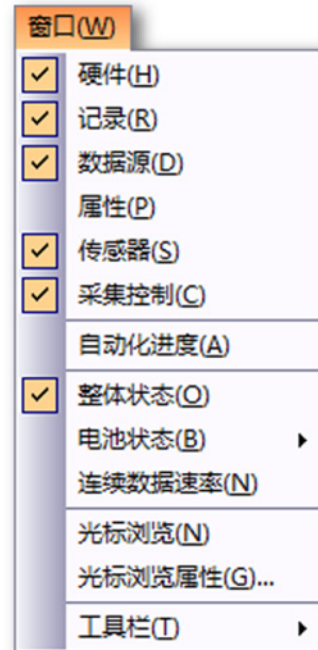 窗口(W)
硬件(H)
记录(R)
数据源(D)
属性(P)
传感器(S)
采集控制(C)
自动化进度(A)
整体状态(O)
电池状态(B)
连续数据速率(N)
光标浏览(N)
光标浏览属性(G)...
工具栏(T)